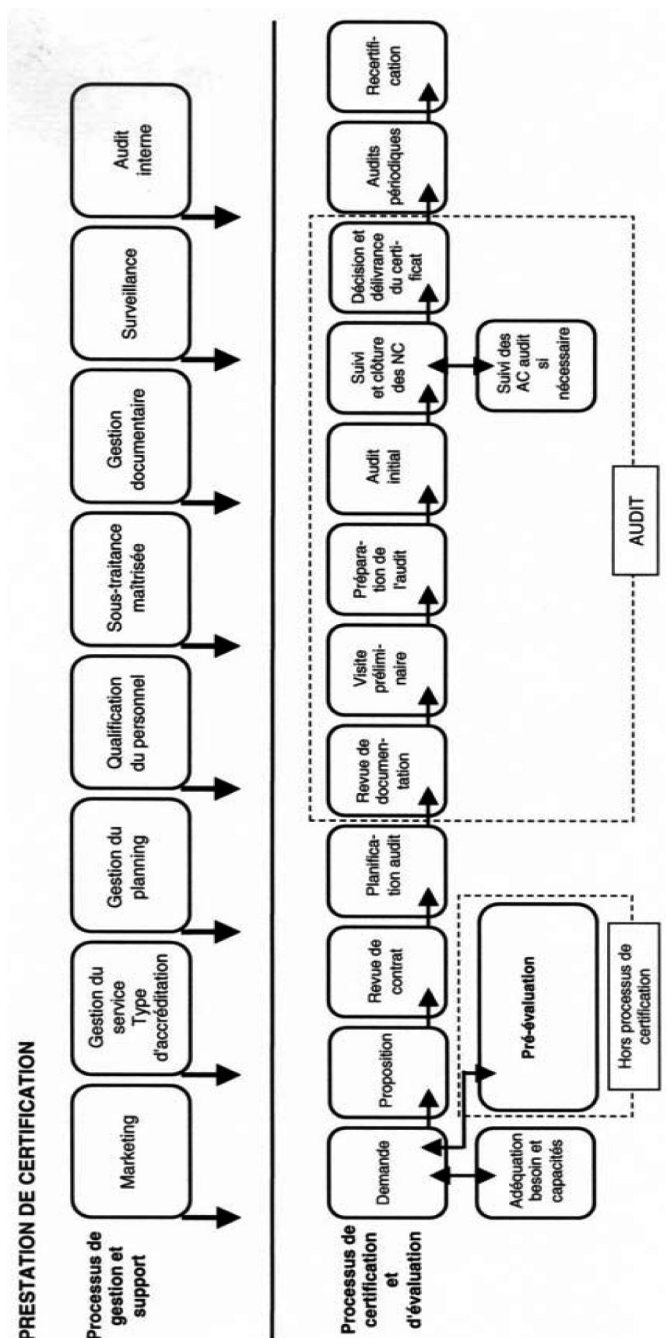 PRESTATION DE CERTIFICATION
Processus de
gestion et
support
Marketing
Gestion du
service
Type
d'accréditation
Gestion du
planning
Qualification
du personnel
Sous-traitance
maîtrisée
Gestion
documentaire
Surveillance
Audit
interne
Processus de
certification
et
d'évaluation
Demande
Proposition
Revue de
contrat
Planifica-
tion audit
Revue de
documen-
tation
Visite
prélimi-
naire
Prépara-
tion de
l'audit
Audit
initial
Suivi
et clôture
des NC
Décision et
délivrance
du certi-
ficat
Audits
périodiques
Recertifi-
cation
Adéquation
besoin et
capacités
Pré-évaluation
Suivi des
AC audit
si
nécessaire
Hors processus de
certification
AUDIT